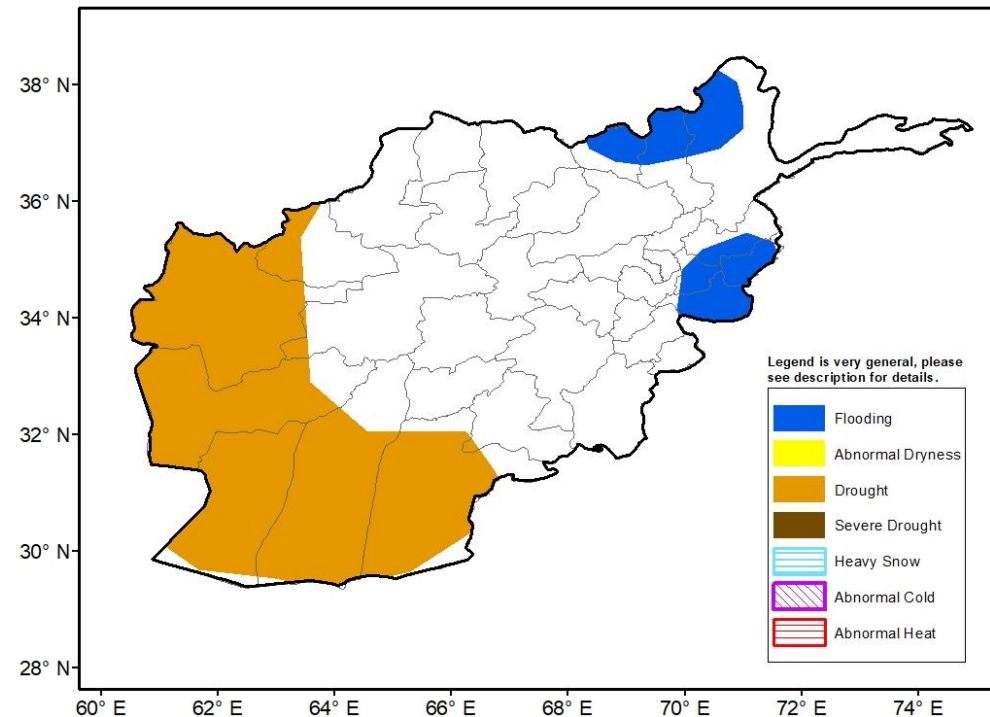 38° N
36° N
34° N
32° N
30° N
28° N
60° E 62° E 64° E 66° E 68° E 70° E 72° E 74° E
Legend is very general, please
see description for details.
Flooding
Abnormal Dryness
Drought
Severe Drought
Heavy Snow
Abnormal Cold
Abnormal Heat